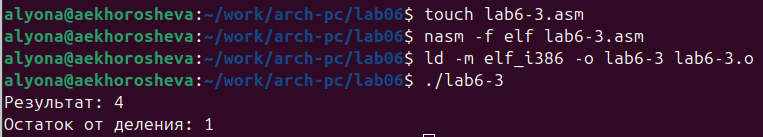 alyona@aekhorosheva:~/work/arch-pc/lab06$ touch lab6-3.asm
alyona@aekhorosheva:~/work/arch-pc/lab06$ nasm -f elf lab6-3.asm
alyona@aekhorosheva:~/work/arch-pc/lab06$ ld -m elf_i386 -o lab6-3 lab6-3.o
alyona@aekhorosheva:~/work/arch-pc/lab06$ ./lab6-3
Результат: 4
Остаток от деления: 1